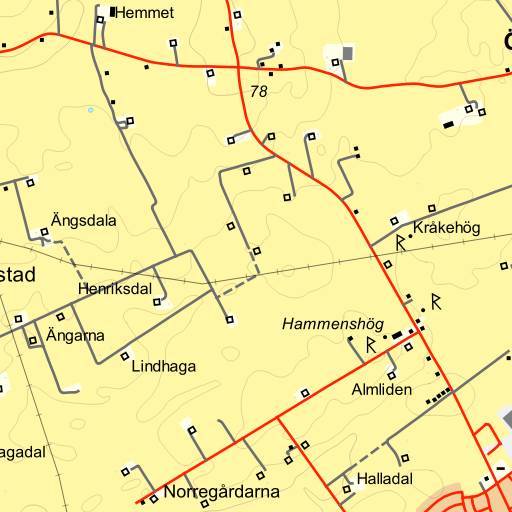 Hemmet
Ö
78
Ängsdala
Kråkehög
stad
Henriksdal
Hammenshög
Ängarna
Lindhaga
Almliden
agadal
Halladal
Norregårdarna